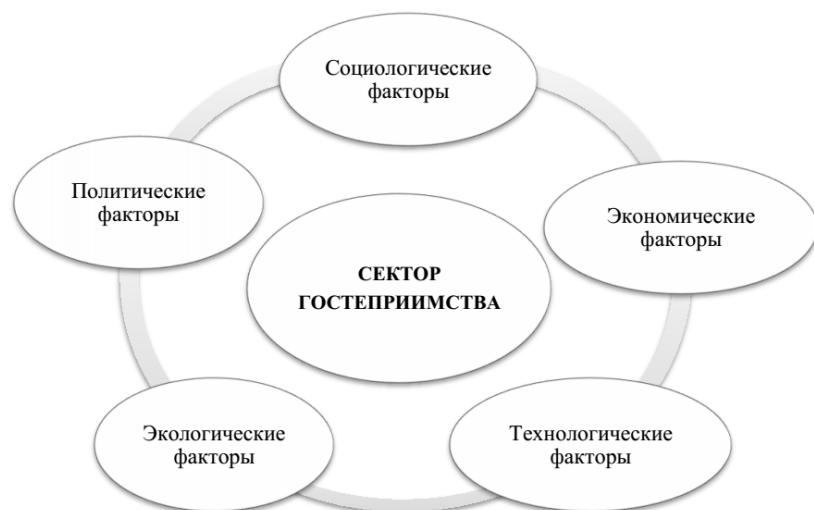 Социологические
факторы
Политические
факторы
Экономические
факторы
СЕКТОР
ГОСТЕПРИИМСТВА
Экологические
факторы
Технологические
факторы